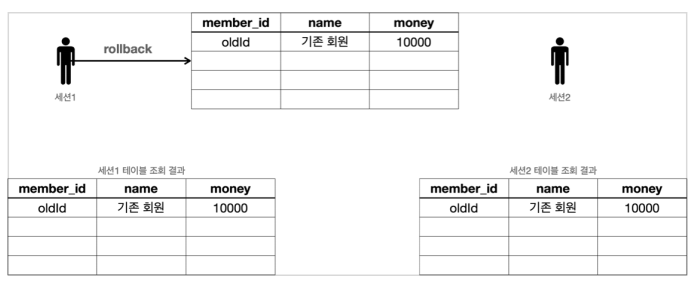 member_id name money
oldId 기존 회원 10000
rollback
세션1
세션2
세션1 테이블 조회 결과
member_id name money
oldId 기존 회원 10000
세션2 테이블 조회 결과
member_id name money
oldId 기존 회원 10000